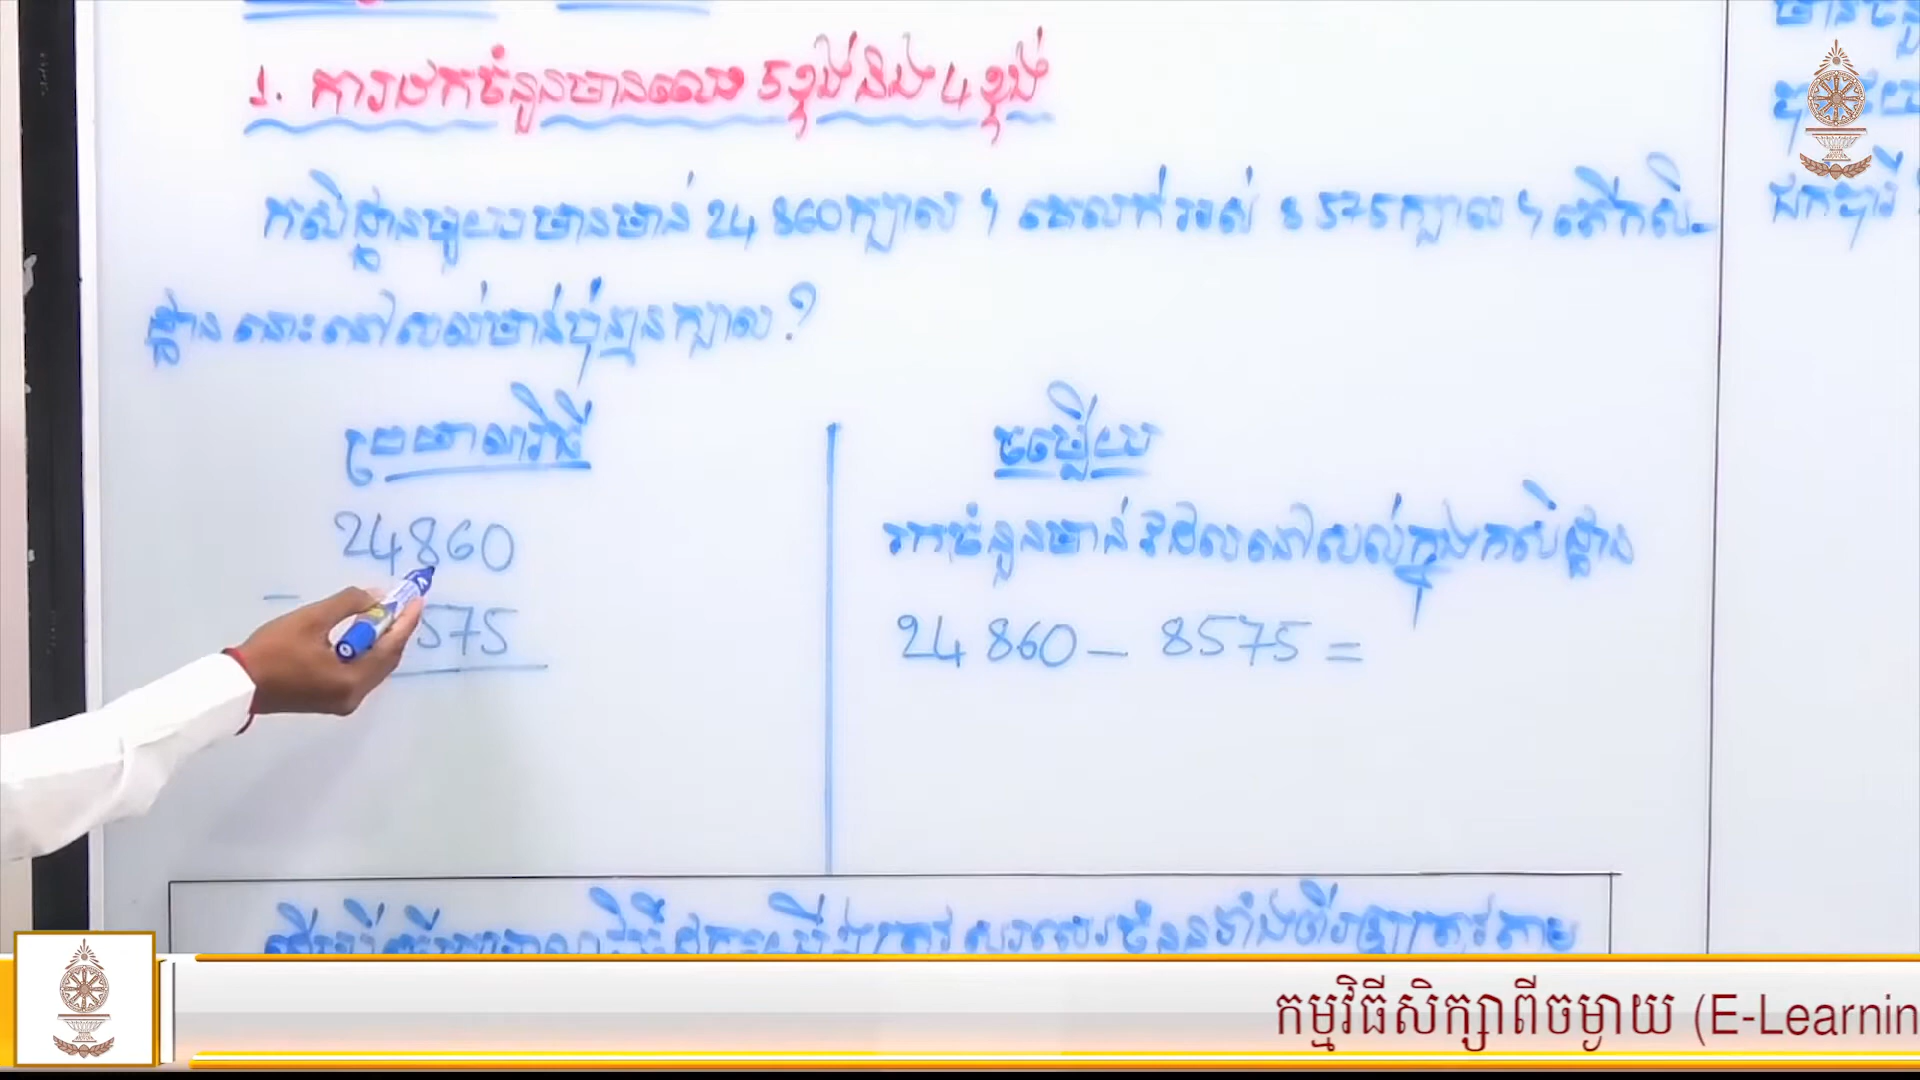 1. ការដកចំនួនមានលេខ 5ខ្ទង់ និង 4 ខ្ទង់
កសិដ្ឋានមួយមានមាន់ 24 860ក្បាល ។ គេលក់អស់ 8 575ក្បាល ។ តើកសិ-
ដ្ឋាន នោះនៅសល់មាន់ប៉ុន្មានក្បាល ?
ប្រមាណវិធី
24860
–
575
ចម្លើយ
រកចំនួនមាន់ដែលនៅសល់ក្នុងកសិដ្ឋាន
24 860 – 8575 =
កម្មវិធីសិក្សាពីចម្ងាយ (E-Learnin